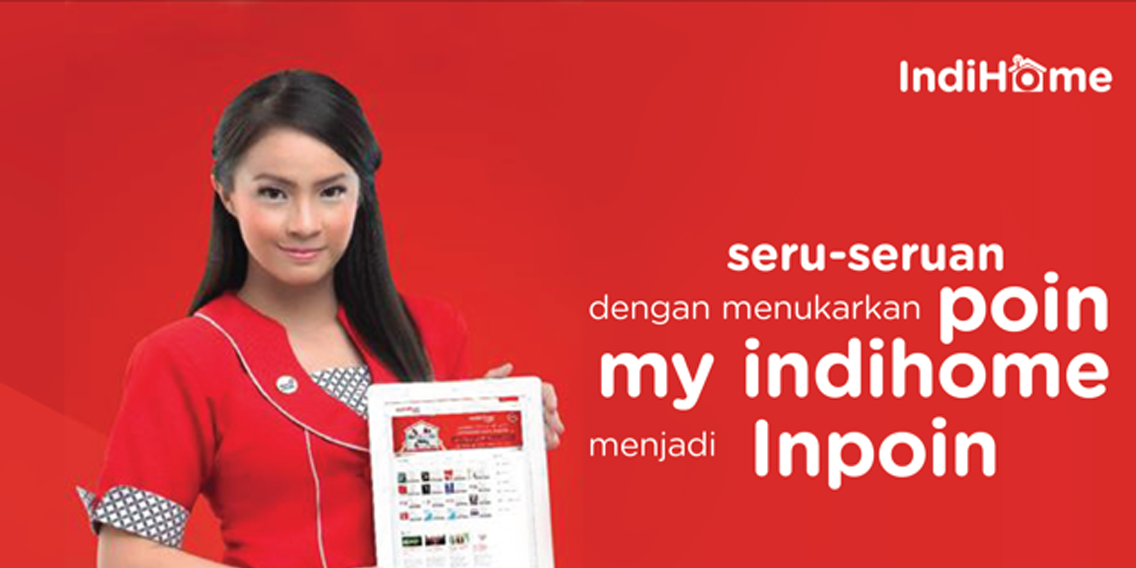 IndiHome
seru-seruan
dengan menukarkan poin
my indihome
menjadi Inpoin